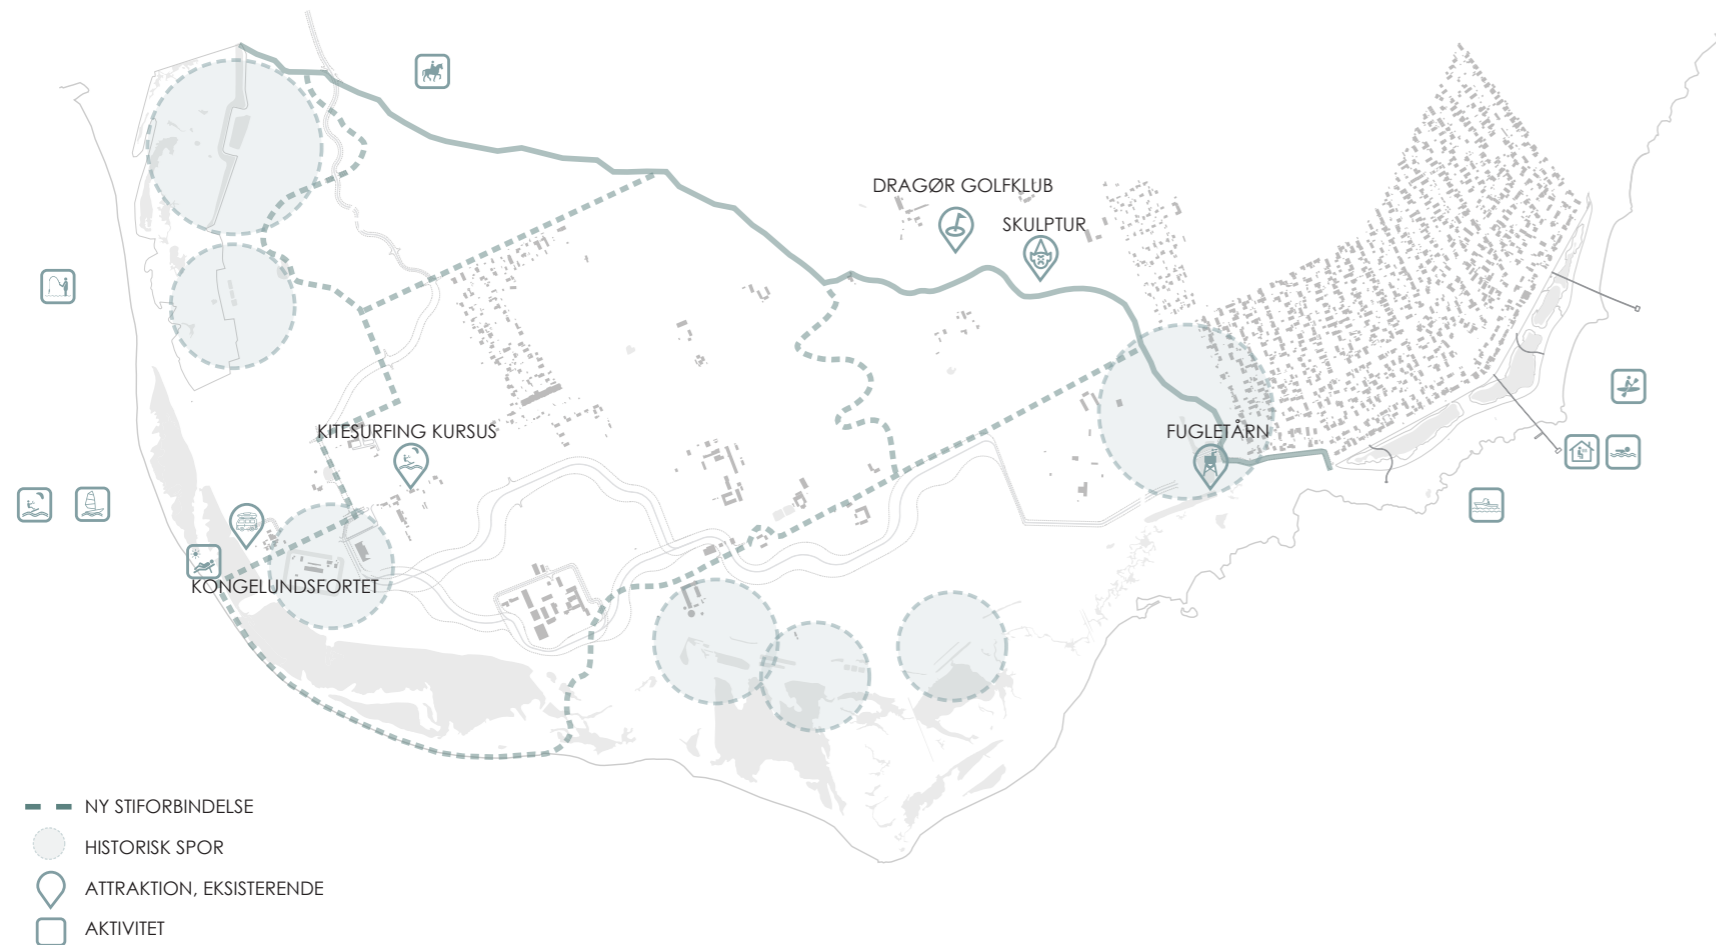 DRAGØR GOLFKLUB
SKULPTUR
KITESURFING KURSUS
FUGLETÅRN
KONGELUNDSFORTET
NY STIFORBINDELSE
HISTORISK SPOR
ATTRAKTION, EKSISTERENDE
AKTIVITET